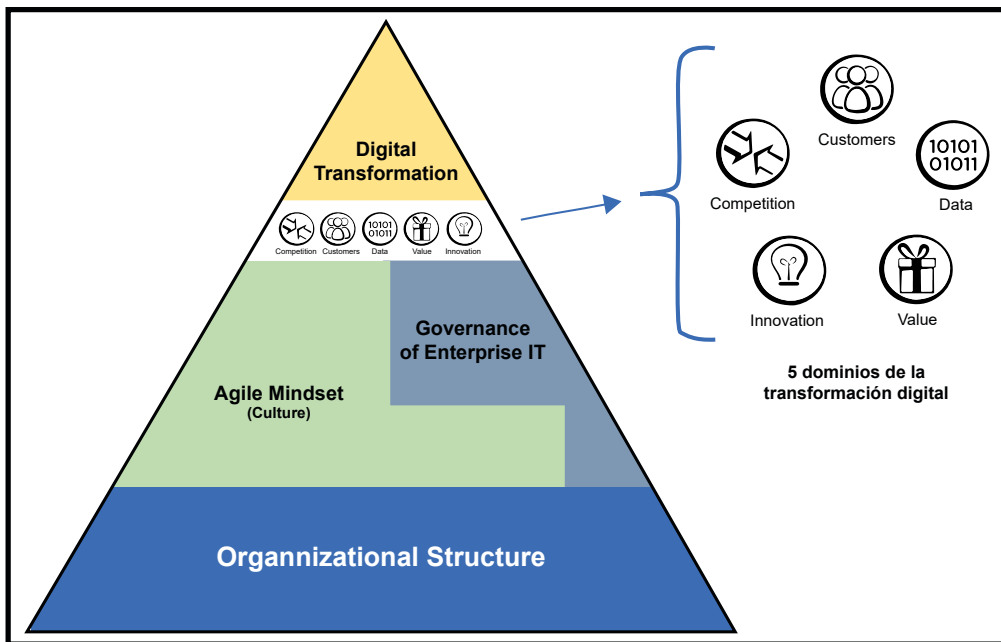 Digital
Transformation
Competition
Customers
10101
01011
Data
Value
Innovation
Governance
of Enterprise IT
Agile Mindset
(Culture)
Organnizational Structure
Customers
Competition
10101
01011
Data
Innovation
Value
5 dominios de la
transformación digital